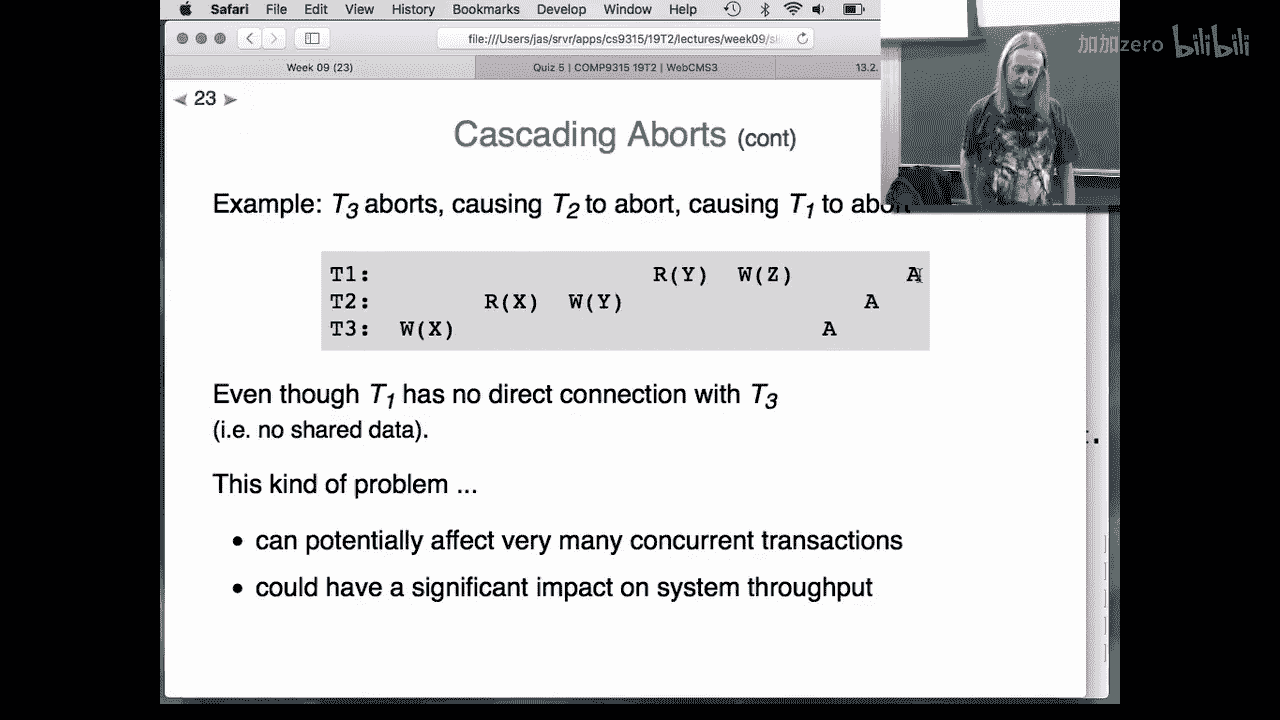 Safari File Edit View History Bookmarks Develop Window Help
file:///Users/jas/srvr/apps/cs9315/19T2/lectures/week09/sl
Week 09 (23) Quiz 5 | COMP9315 19T2 | WebCMS3 13.2.
加加zero bilibili
23
Cascading Aborts (cont)
Example: T3 aborts, causing T2 to abort, causing T1 to abort
T1: R(Y) W(Z) A
T2: R(X) W(Y) A
T3: W(X) A
Even though T1 has no direct connection with T3
(i.e. no shared data).
This kind of problem ...
• can potentially affect very many concurrent transactions
• could have a significant impact on system throughput